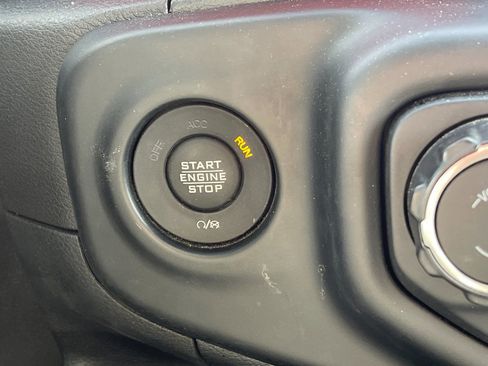 OFF
ACC
RUN
START
ENGINE
STOP